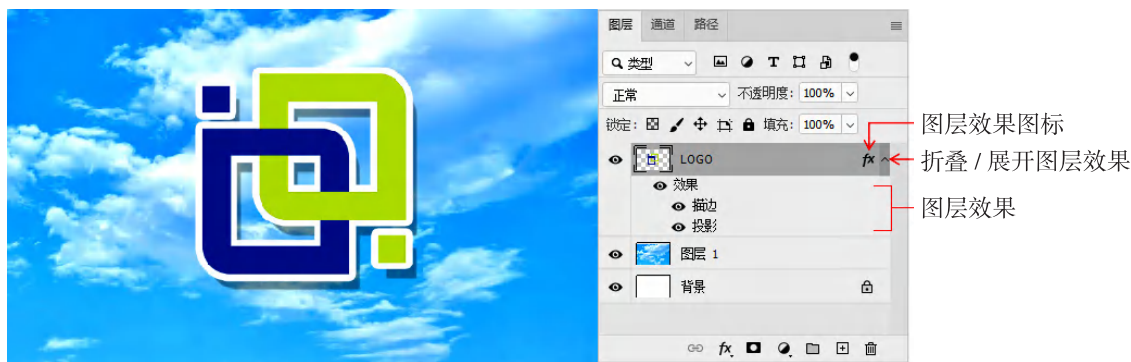 图层 通道 路径
类型
正常 不透明度: 100%
锁定: 填充: 100%
LOGO fx
效果
描边
投影
图层 1
背景
fx
图层效果图标
折叠 / 展开图层效果
图层效果